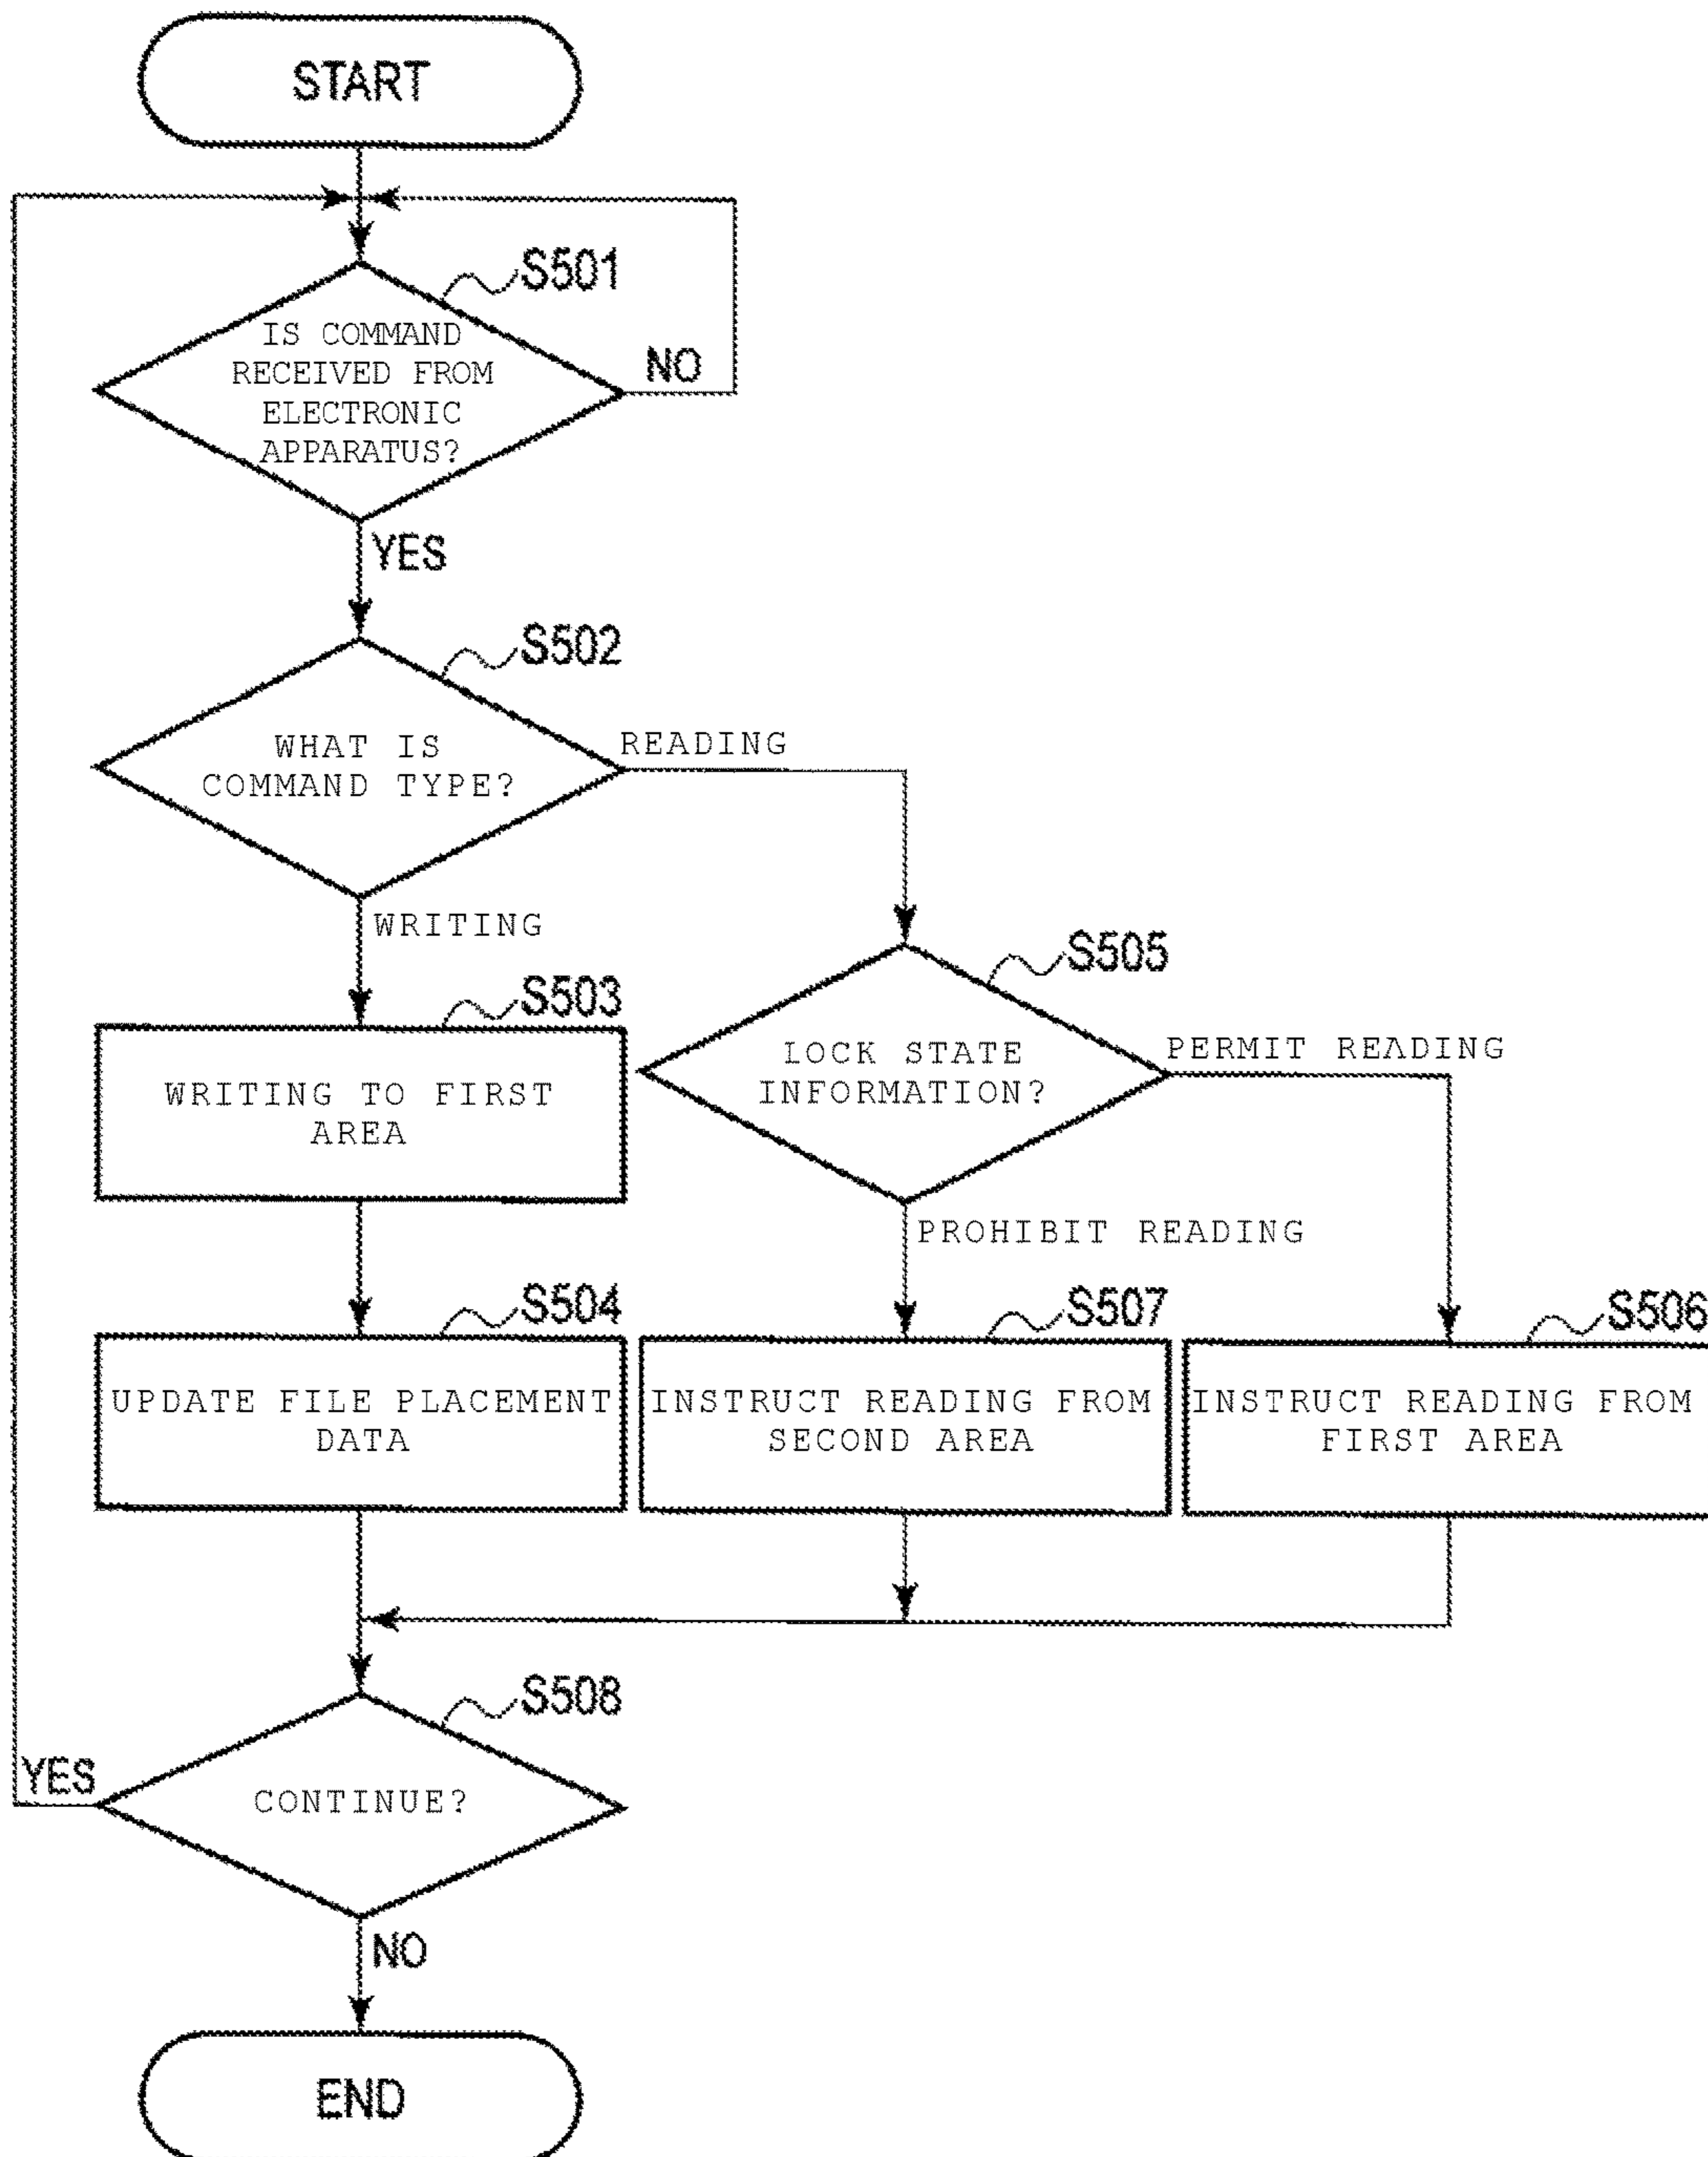 START
S501
IS COMMAND
RECEIVED FROM
ELECTRONIC
APPARATUS?
NO
YES
S502
WHAT IS
COMMAND TYPE?
READING
WRITING
S503
WRITING TO FIRST
AREA
S505
LOCK STATE
INFORMATION?
PERMIT READING
PROHIBIT READING
S504
UPDATE FILE PLACEMENT
DATA
S507
INSTRUCT READING FROM
SECOND AREA
S506
INSTRUCT READING FROM
FIRST AREA
S508
CONTINUE?
YES
NO
END